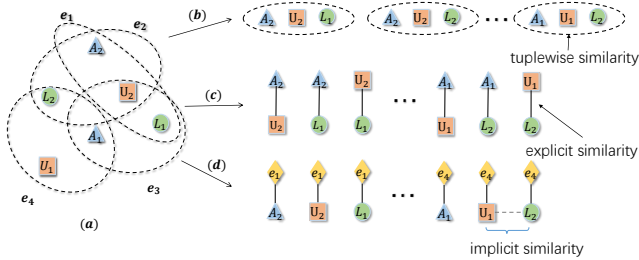 e1 e2 (b) A2 U2 L1 A2 U2 L1 ... A1 U1 L2
A2
tuplewise similarity
L2 U2 (c) A2 A2 U2 ... A1 A1 U1
A1 L1 U2 L1 L1 U1 L2 L2
explicit similarity
U1 (d) e1 e1 e1 ... e4 e4 e4
e4 e3 A2 U2 L1 A1 U1 L2
(a)
implicit similarity